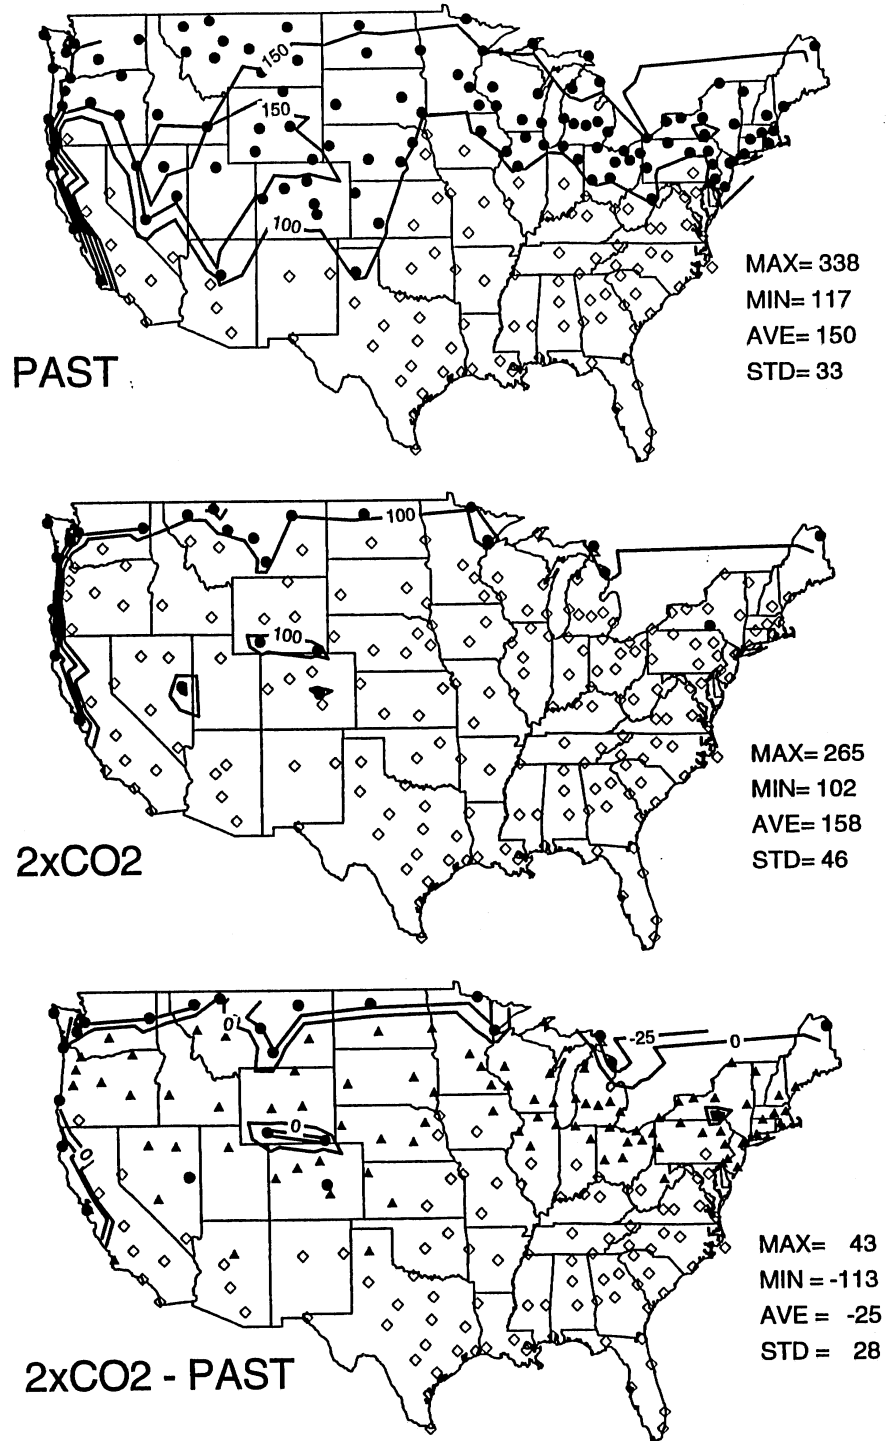 150
150
100
MAX= 338
MIN= 117
AVE= 150
STD= 33
PAST
100
100
MAX= 265
MIN= 102
AVE= 158
STD= 46
2xCO2
0
-25
0
0
0
MAX= 43
MIN = -113
AVE = -25
STD = 28
2xCO2 - PAST